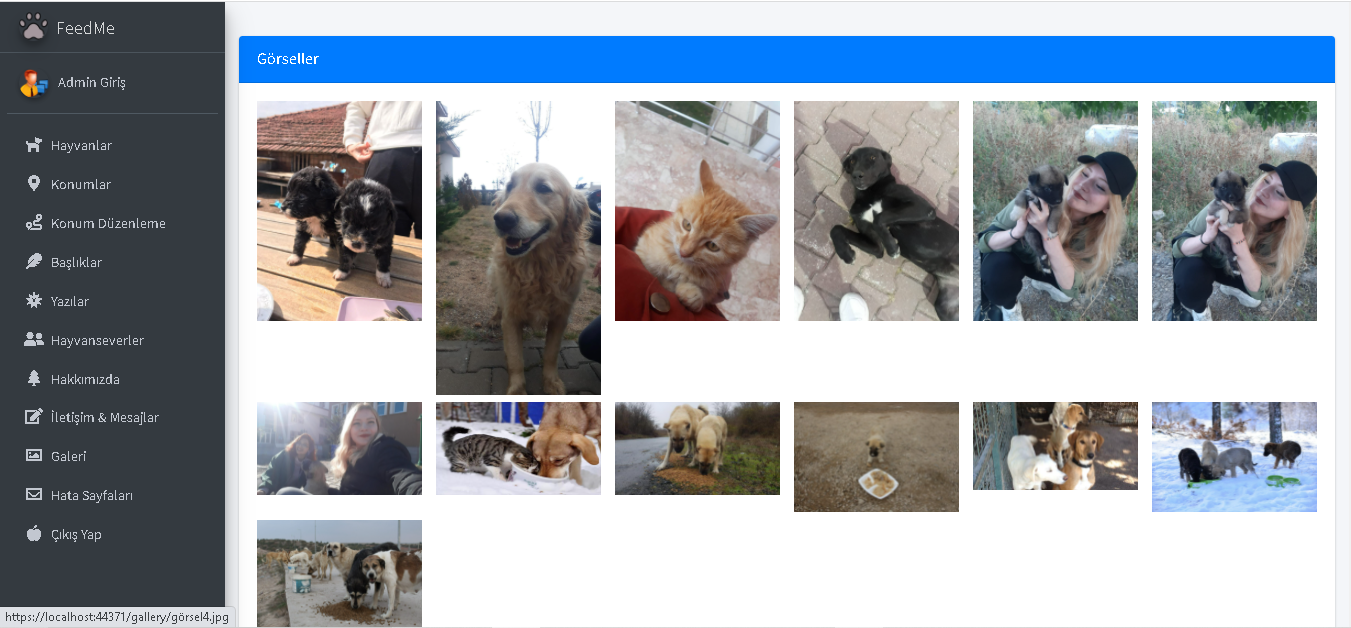 FeedMe
Görseller
Admin Giriş
Hayvanlar
Konumlar
Konum Düzenleme
Başlıklar
Yazılar
Hayvanseverler
Hakkımızda
İletişim & Mesajlar
Galeri
Hata Sayfaları
Çıkış Yap
https://localhost:44371/gallery/görsel4.jpg